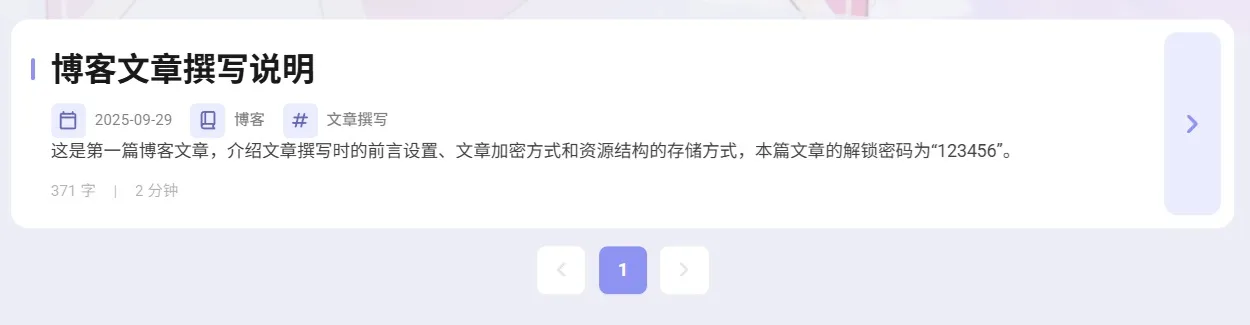 博客文章撰写说明
2025-09-29 博客 # 文章撰写
这是第一篇博客文章，介绍文章撰写时的前言设置、文章加密方式和资源结构的存储方式，本篇文章的解锁密码为“123456”。
371 字 | 2 分钟
1